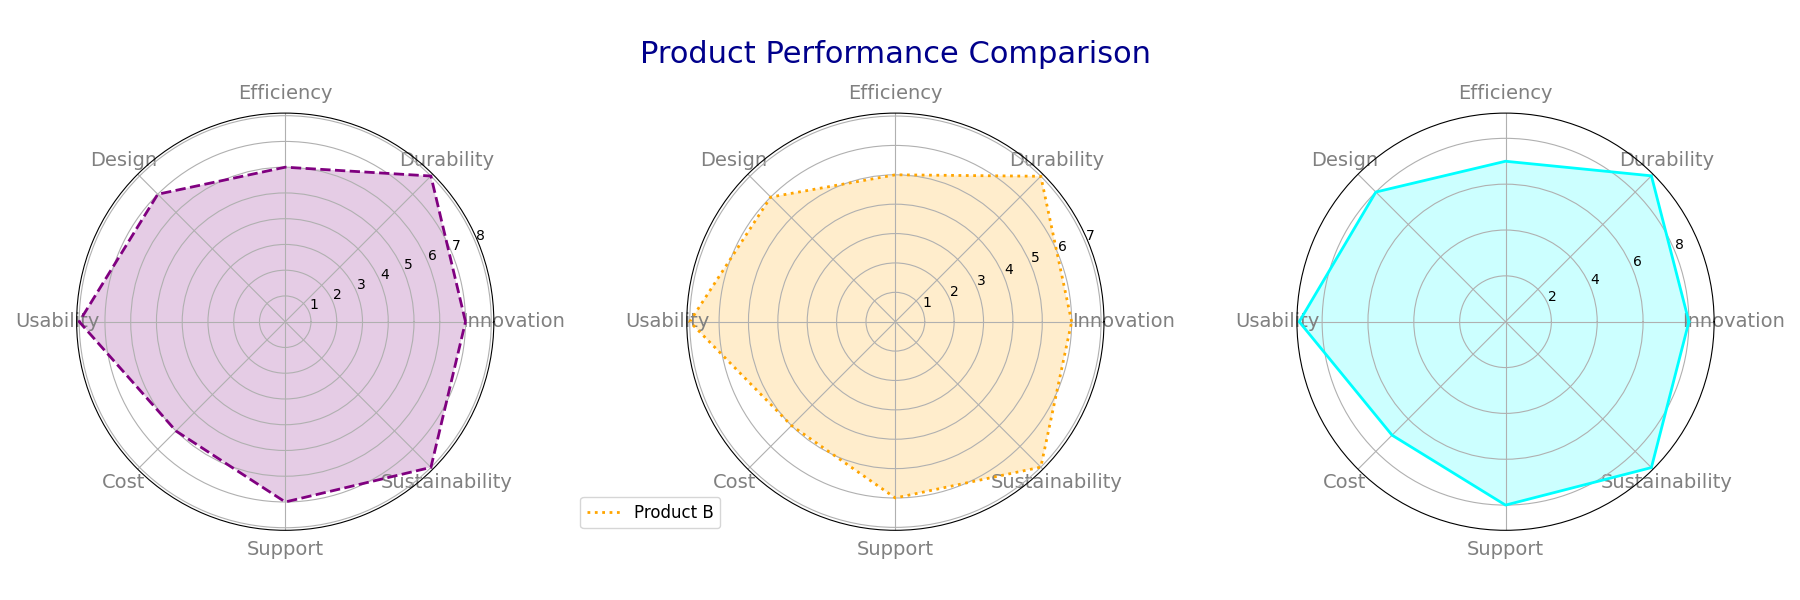 Product Performance Comparison
Efficiency
Design
Durability
Usability
Innovation
Cost
Sustainability
Support
1
2
3
4
5
6
7
8
Efficiency
Design
Durability
Usability
Innovation
Cost
Sustainability
Support
1
2
3
4
5
6
7
Product B
Efficiency
Design
Durability
Usability
Innovation
Cost
Sustainability
Support
2
4
6
8